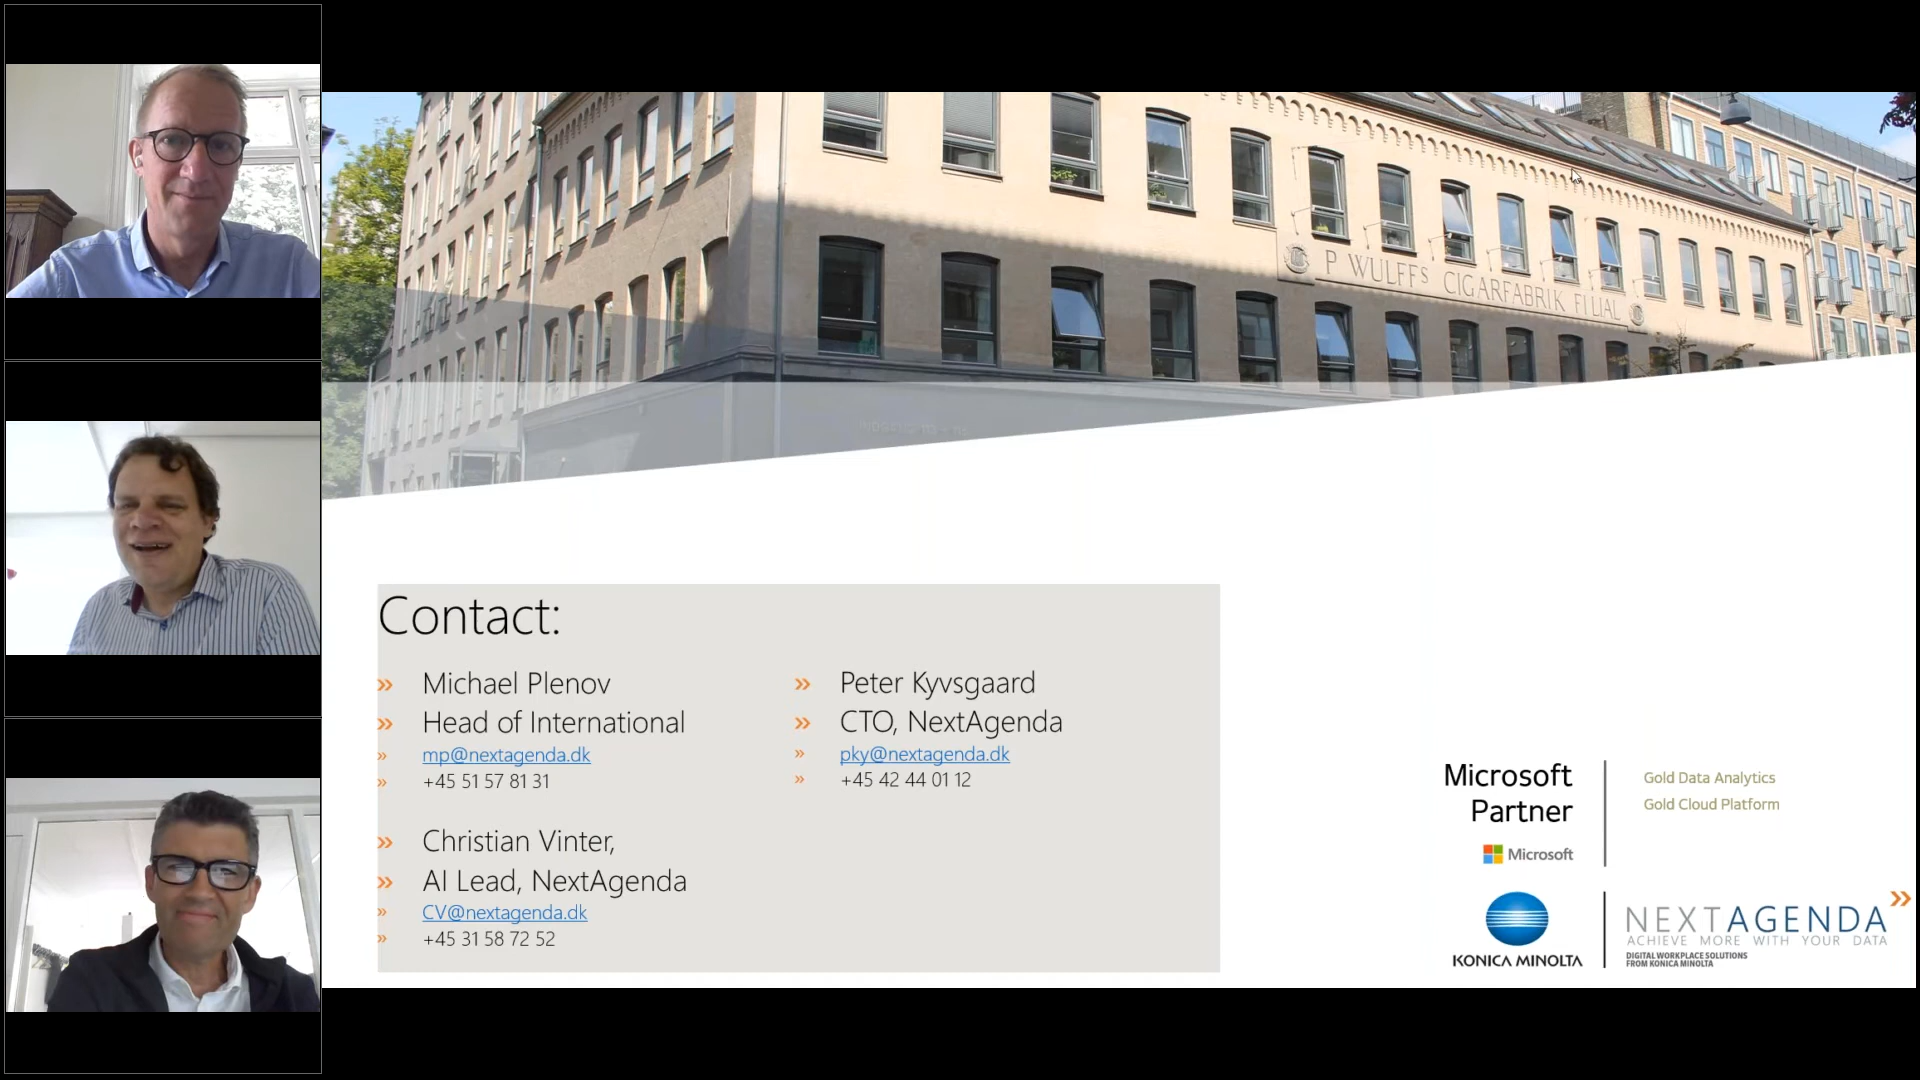 P WULFFS CIGARFABRIK FILIAL
Contact:
» Michael Plenov
» Head of International
» mp@nextagenda.dk
» +45 51 57 81 31
» Christian Vinter,
» AI Lead, NextAgenda
» CV@nextagenda.dk
» +45 31 58 72 52
» Peter Kyvsgaard
» CTO, NextAgenda
» pky@nextagenda.dk
» +45 42 44 01 12
Microsoft
Partner
Microsoft
Gold Data Analytics
Gold Cloud Platform
KONICA MINOLTA
NEXTAGENDA »
ACHIEVE MORE WITH YOUR DATA
DIGITAL WORKPLACE SOLUTIONS
FROM KONICA MINOLTA